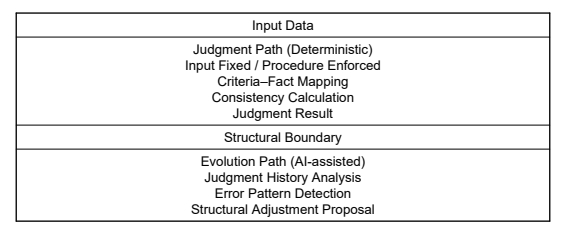 Input Data
Judgment Path (Deterministic)
Input Fixed / Procedure Enforced
Criteria–Fact Mapping
Consistency Calculation
Judgment Result
Structural Boundary
Evolution Path (AI-assisted)
Judgment History Analysis
Error Pattern Detection
Structural Adjustment Proposal